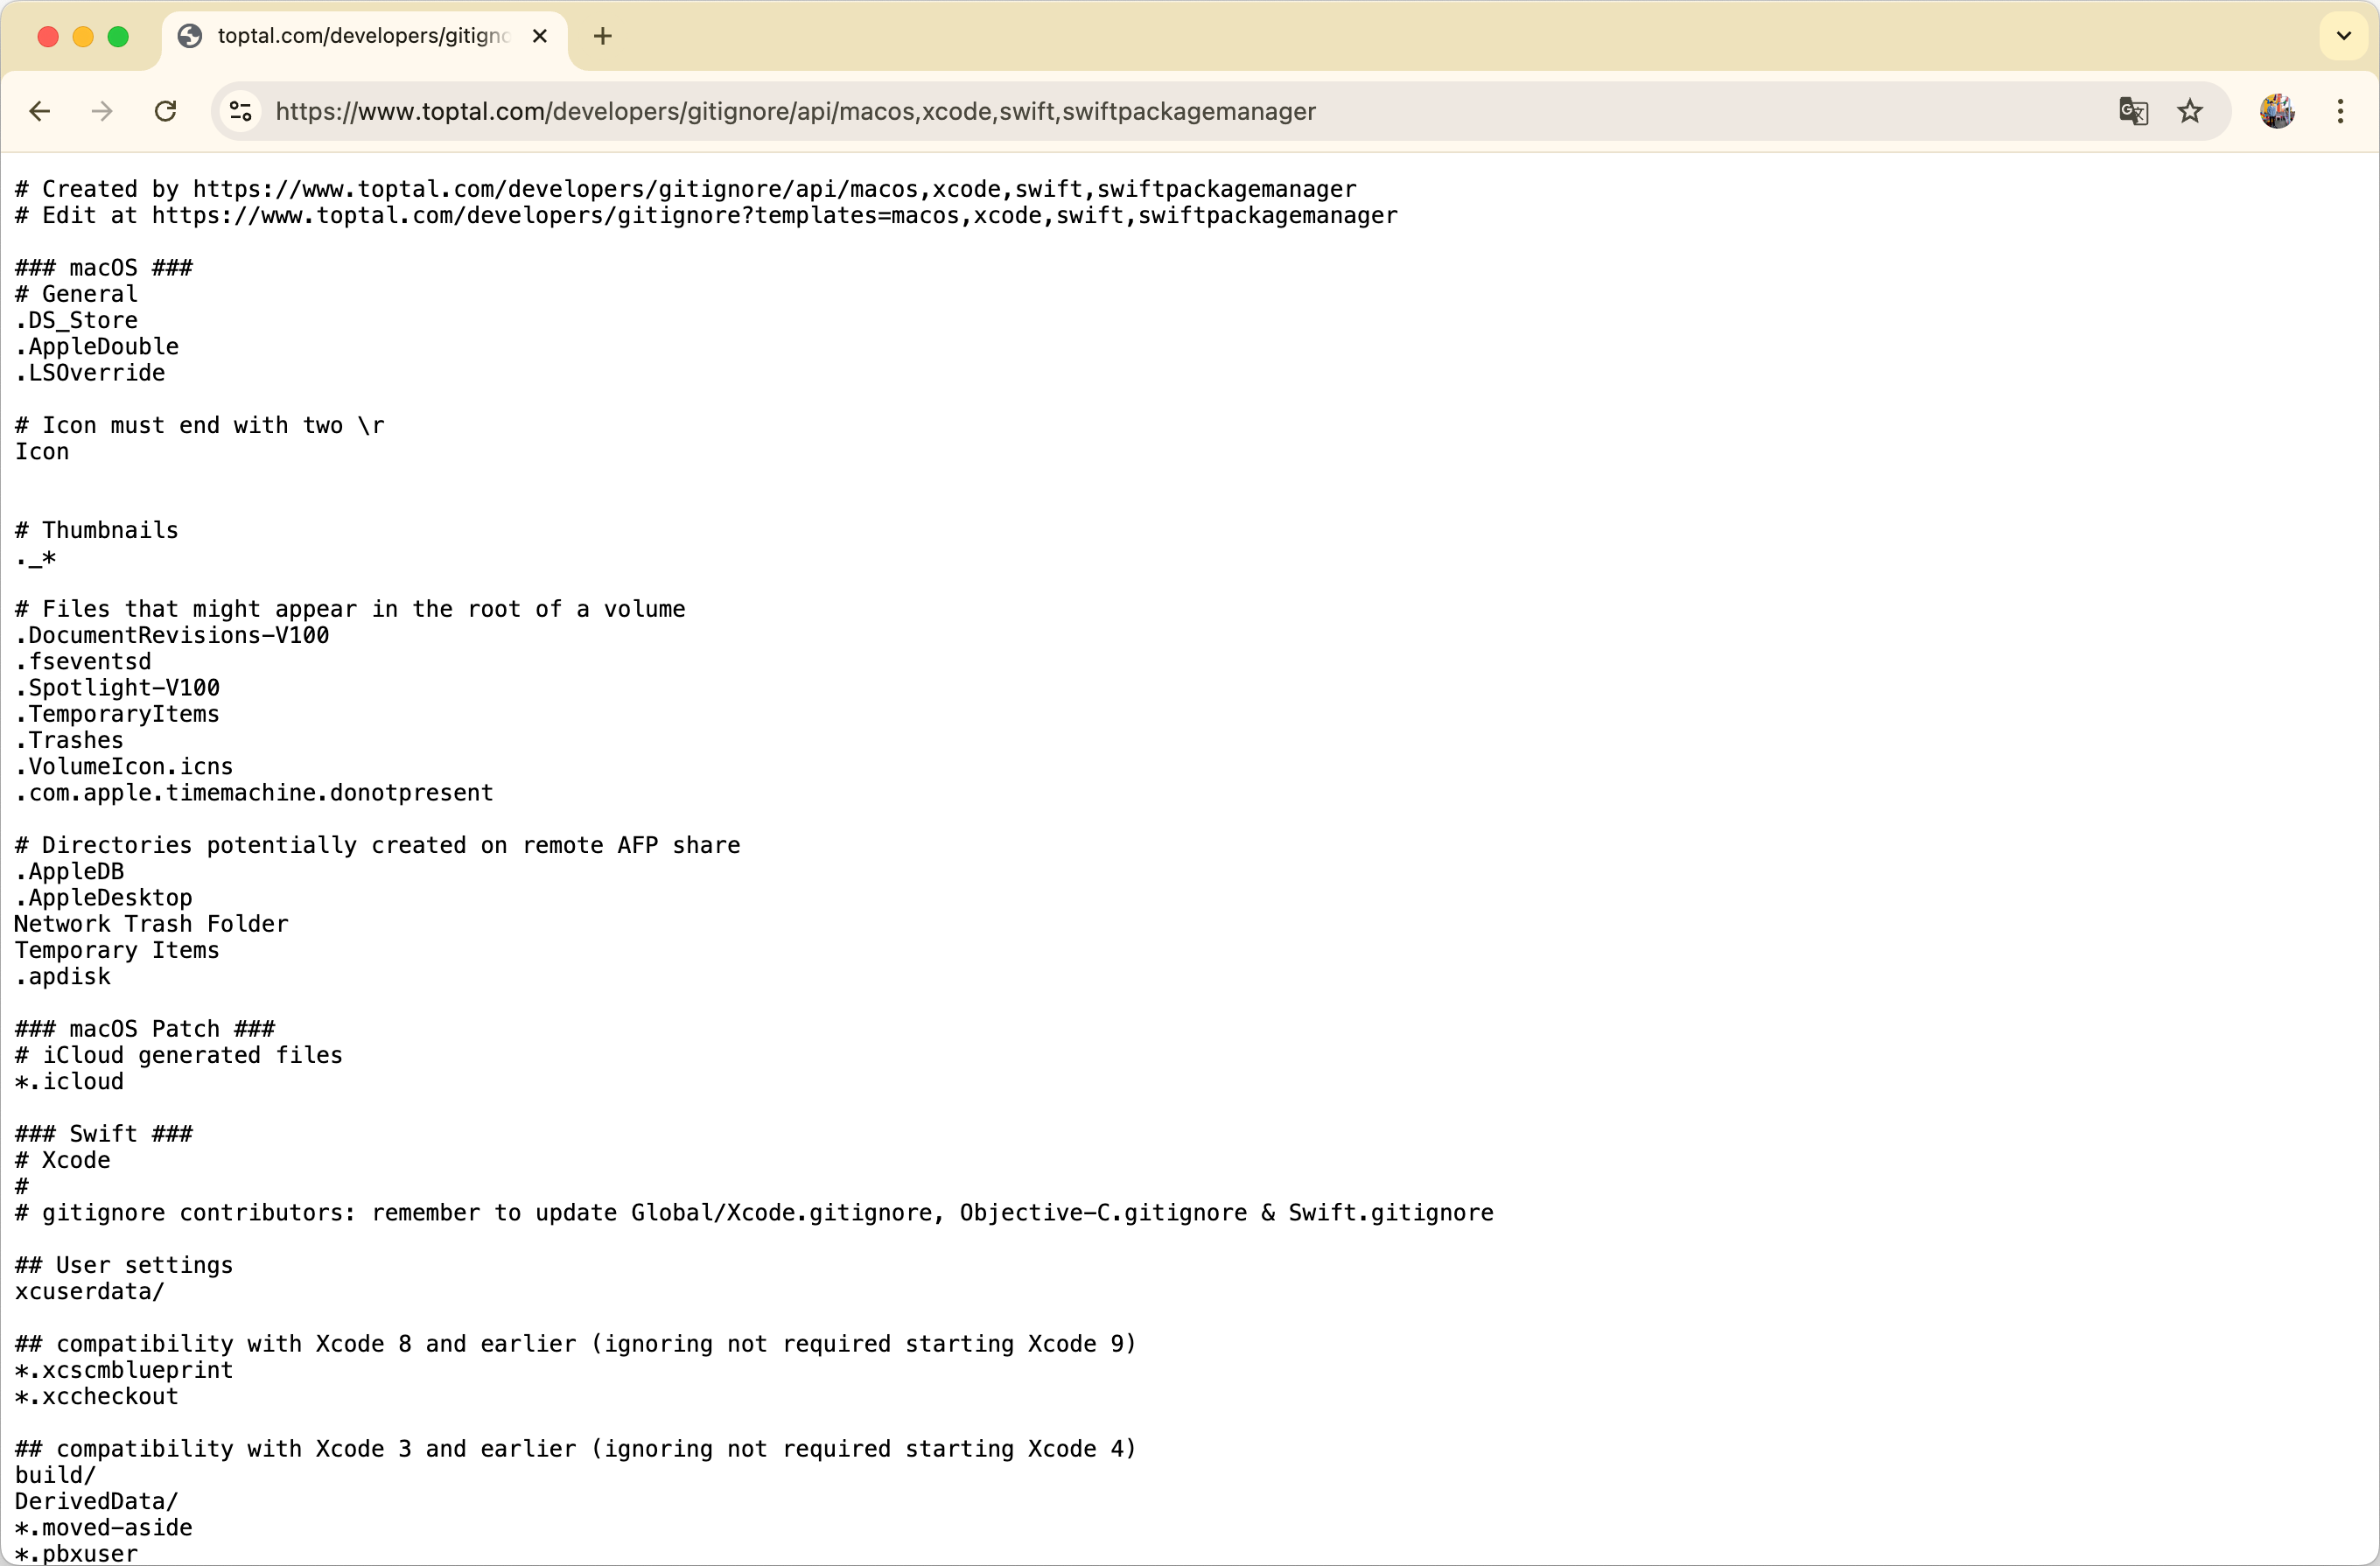 toptal.com/developers/gitigno
https://www.toptal.com/developers/gitignore/api/macos,xcode,swift,swiftpackagemanager
# Created by https://www.toptal.com/developers/gitignore/api/macos,xcode,swift,swiftpackagemanager
# Edit at https://www.toptal.com/developers/gitignore?templates=macos,xcode,swift,swiftpackagemanager
### macOS ###
# General
.DS_Store
.AppleDouble
.LSOverride
# Icon must end with two \r
Icon
# Thumbnails
._*
# Files that might appear in the root of a volume
.DocumentRevisions-V100
.fseventsd
.Spotlight-V100
.TemporaryItems
.Trashes
.VolumeIcon.icns
.com.apple.timemachine.donotpresent
# Directories potentially created on remote AFP share
.AppleDB
.AppleDesktop
Network Trash Folder
Temporary Items
.apdisk
### macOS Patch ###
# iCloud generated files
*.icloud
### Swift ###
# Xcode
#
# gitignore contributors: remember to update Global/Xcode.gitignore, Objective-C.gitignore & Swift.gitignore
## User settings
xcuserdata/
## compatibility with Xcode 8 and earlier (ignoring not required starting Xcode 9)
*.xcscmblueprint
*.xccheckout
## compatibility with Xcode 3 and earlier (ignoring not required starting Xcode 4)
build/
DerivedData/
*.moved-aside
*.pbxuser